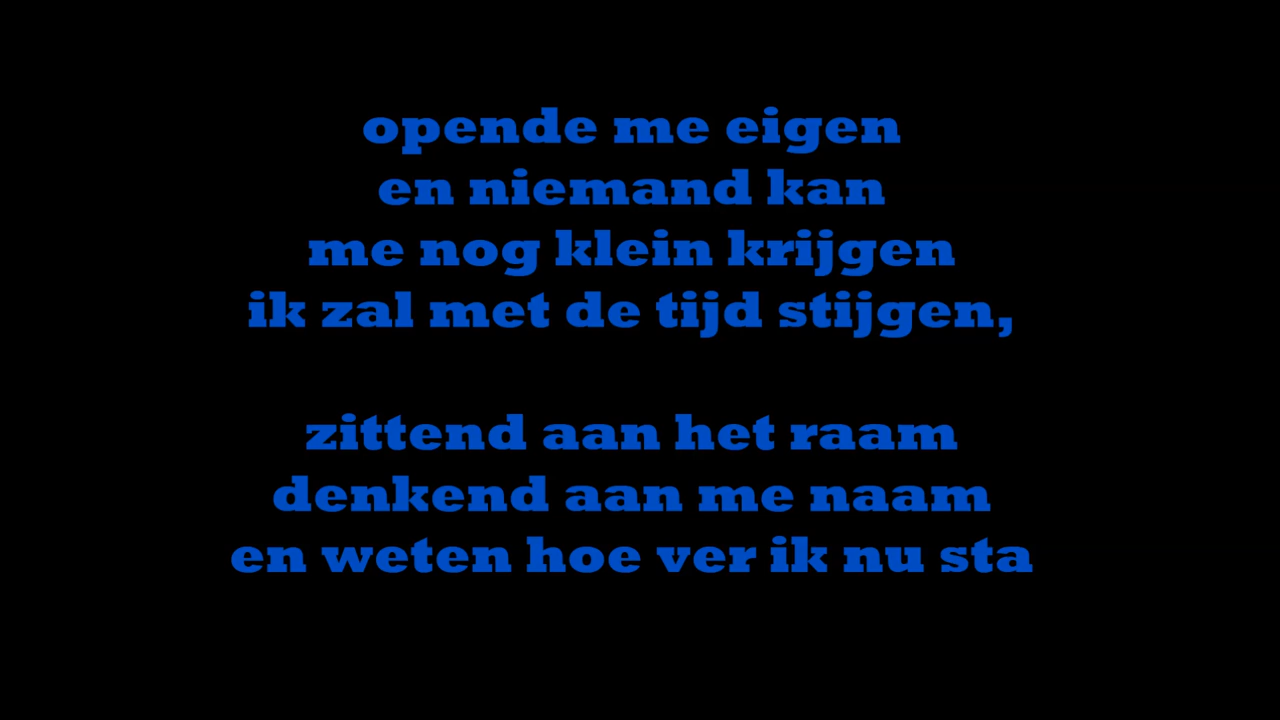 opende me eigen
en niemand kan
me nog klein krijgen
ik zal met de tijd stijgen,
zittend aan het raam
denkend aan me naam
en weten hoe ver ik nu sta